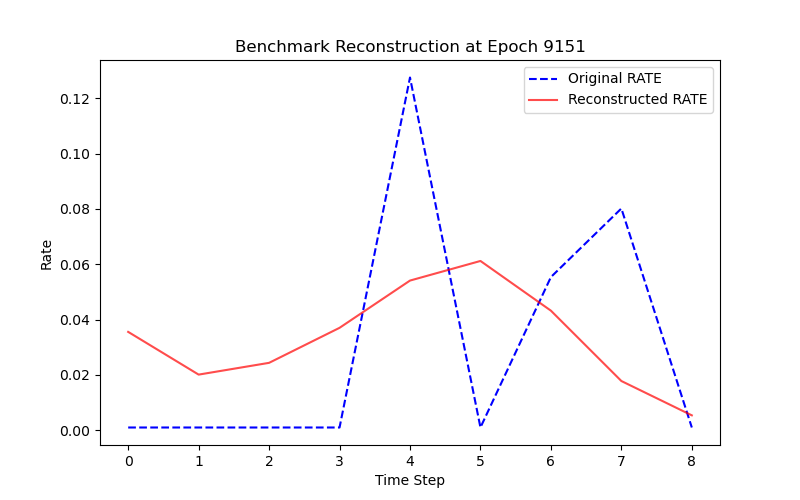 Benchmark Reconstruction at Epoch 9151
Original RATE
Reconstructed RATE
0.12
0.10
0.08
0.06
0.04
0.02
0.00
Rate
0 1 2 3 4 5 6 7 8
Time Step